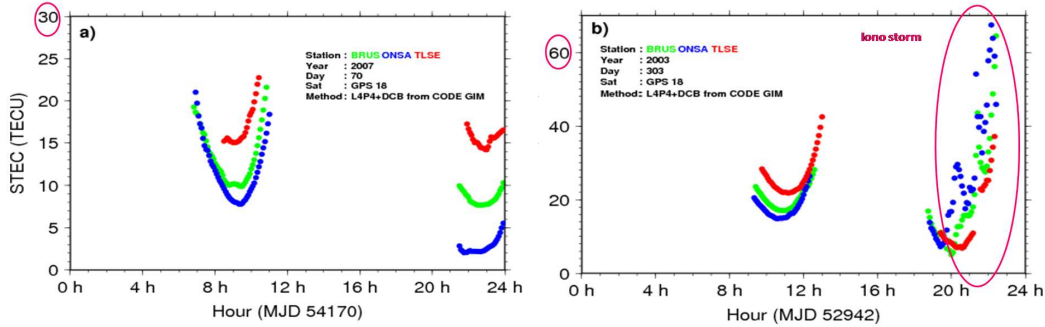 a)
Station : BRUS ONSA TLSE
Year : 2007
Day : 70
Sat : GPS 18
Method: L4P4+DCB from CODE GIM
STEC (TECU)
30
25
20
15
10
5
0
0 h 4 h 8 h 12 h 16 h 20 h 24 h
Hour (MJD 54170)
b)
Iono storm
Station : BRUS ONSA TLSE
Year : 2003
Day : 303
Sat : GPS 18
Method: L4P4+DCB from CODE GIM
60
40
20
0
0 h 4 h 8 h 12 h 16 h 20 h 24 h
Hour (MJD 52942)